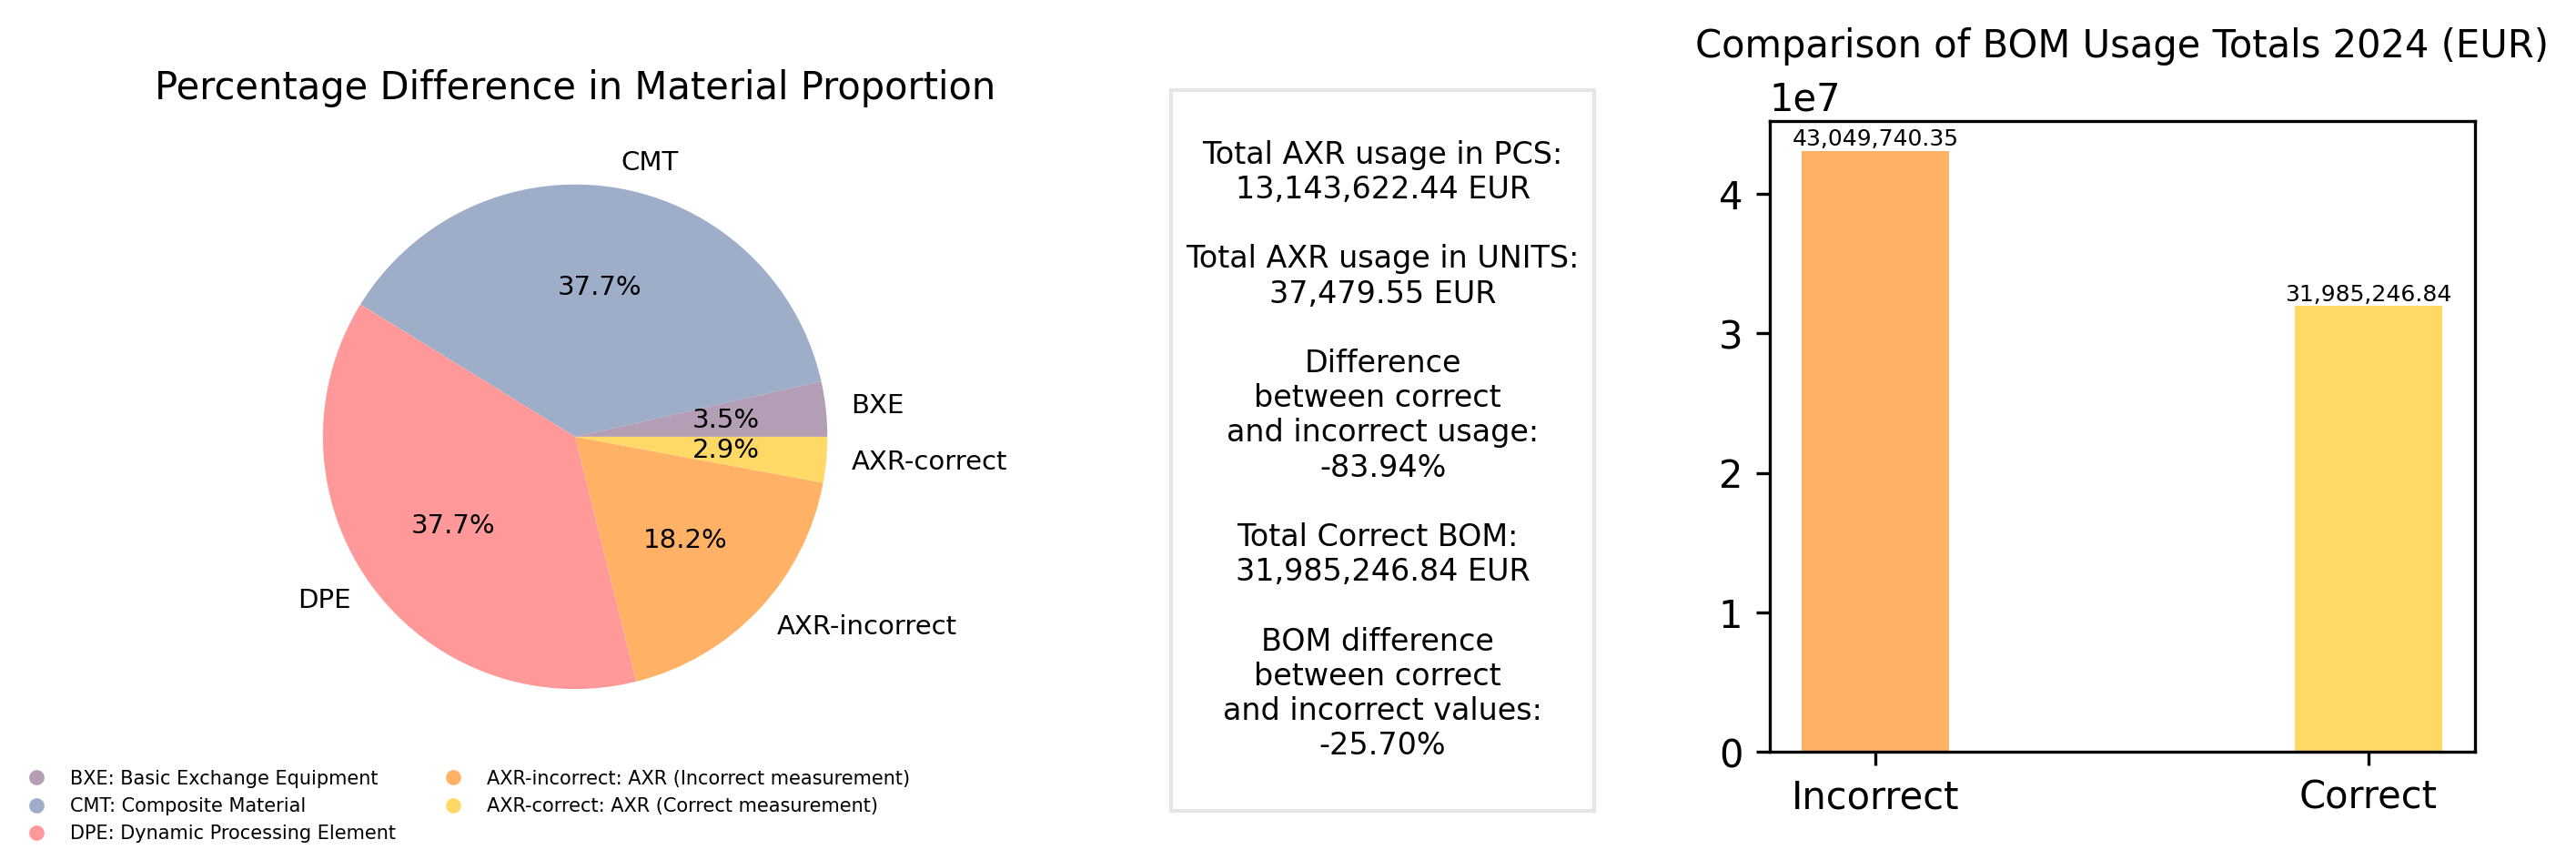 Percentage Difference in Material Proportion
CMT
37.7%
BXE
3.5%
2.9%
AXR-correct
37.7%
18.2%
DPE
AXR-incorrect
BXE: Basic Exchange Equipment
CMT: Composite Material
DPE: Dynamic Processing Element
AXR-incorrect: AXR (Incorrect measurement)
AXR-correct: AXR (Correct measurement)
Total AXR usage in PCS:
13,143,622.44 EUR
Total AXR usage in UNITS:
37,479.55 EUR
Difference
between correct
and incorrect usage:
-83.94%
Total Correct BOM:
31,985,246.84 EUR
BOM difference
between correct
and incorrect values:
-25.70%
Comparison of BOM Usage Totals 2024 (EUR)
1e7
43,049,740.35
4
31,985,246.84
3
2
1
0
Incorrect
Correct